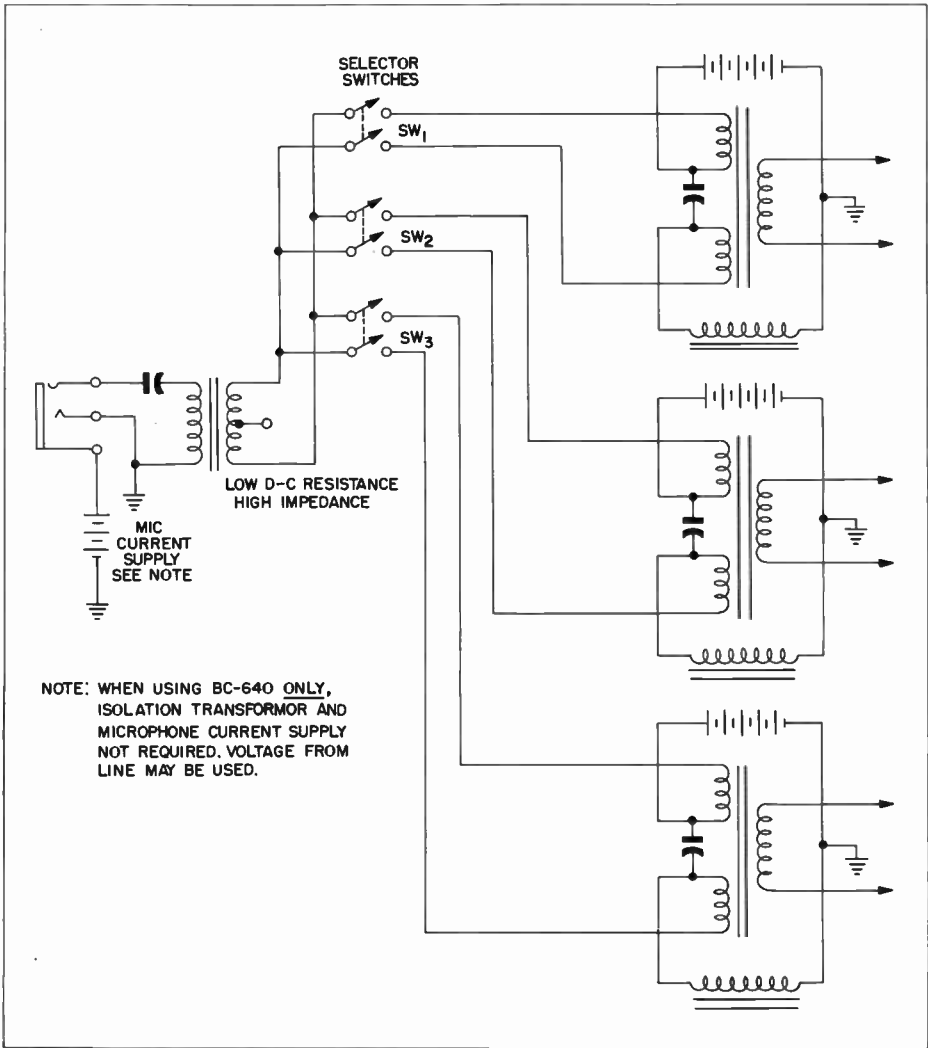 SELECTOR
SWITCHES
SW1
SW2
SW3
LOW D-C RESISTANCE
HIGH IMPEDANCE
MIC
CURRENT
SUPPLY
SEE NOTE
NOTE: WHEN USING BC-640 ONLY,
ISOLATION TRANSFORMOR AND
MICROPHONE CURRENT SUPPLY
NOT REQUIRED. VOLTAGE FROM
LINE MAY BE USED.